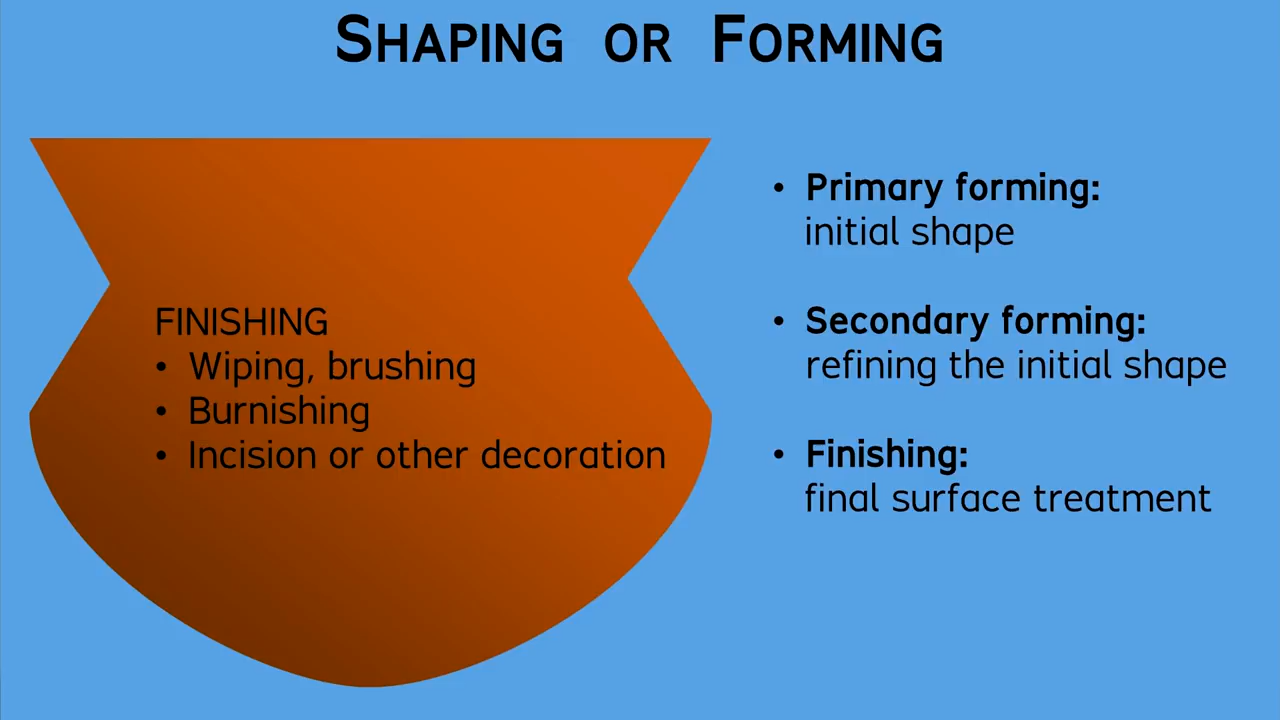 SHAPING OR FORMING
FINISHING
• Wiping, brushing
• Burnishing
• Incision or other decoration
• Primary forming:
initial shape
• Secondary forming:
refining the initial shape
• Finishing:
final surface treatment